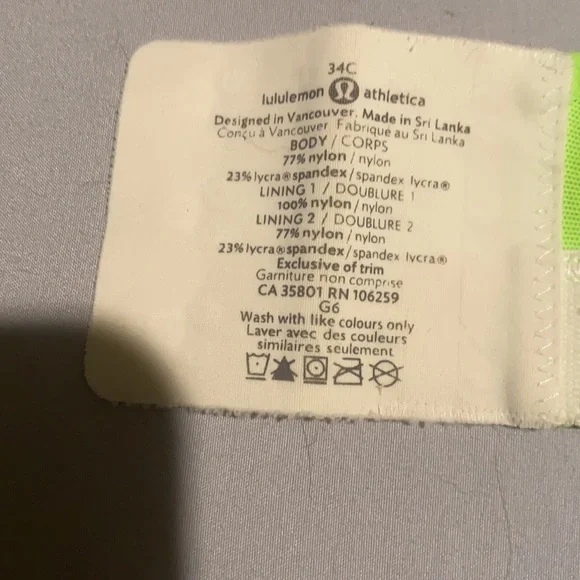 34C
lululemon athletica
Designed in Vancouver. Made in Sri Lanka
Conçu à Vancouver Fabriqué au Sri Lanka
BODY / CORPS
77% nylon / nylon
23% lycra® spandex / spandex lycra®
LINING 1 / DOUBLURE 1
100% nylon / nylon
LINING 2 / DOUBLURE 2
77% nylon / nylon
23% lycra® spandex / spandex lycra®
Exclusive of trim
Garniture non comprise
CA 35801 RN 106259
G6
Wash with like colours only
Laver avec des couleurs
similaires seulement